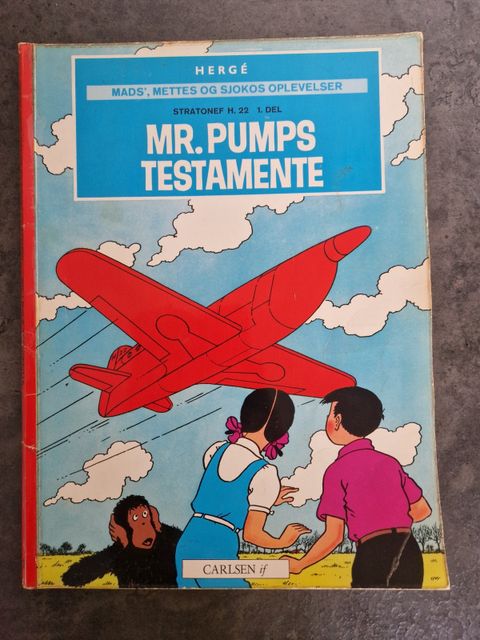 HERGÉ
MADS', METTES OG SJOKOS OPLEVELSER
STRATONEF H. 22 1. DEL
MR. PUMPS
TESTAMENTE
CARLSEN if